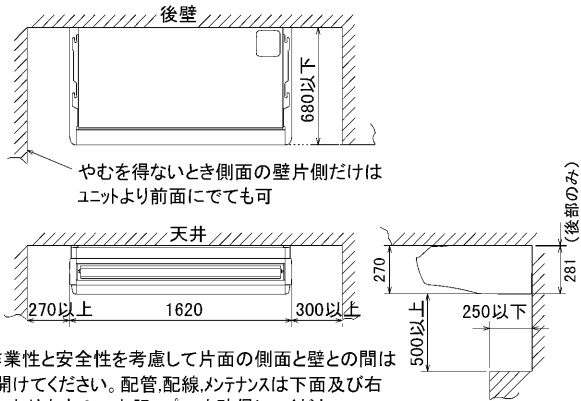 後壁
680以下
やむを得ないとき側面の壁片側だけは
ユニットより前面にでても可
天井
270以上
1620
300以上
270
281
(後部のみ)
500以上
250以下
業性と安全性を考慮して片面の側面と壁との間は
開けてください。配管,配線,メンテナンスは下面及び右